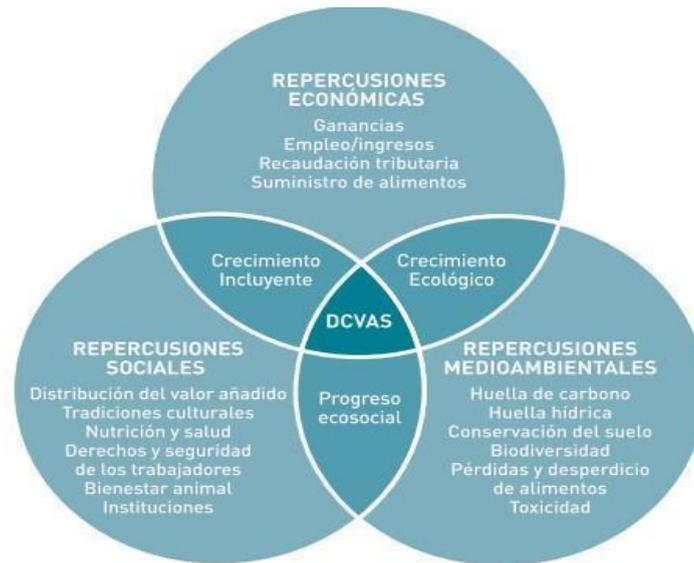 REPERCUSIONES
ECONÓMICAS
Ganancias
Empleo/ingresos
Recaudación tributaria
Suministro de alimentos
Crecimiento
Incluyente
Crecimiento
Ecológico
DCVAS
REPERCUSIONES
SOCIALES
Distribución del valor añadido
Tradiciones culturales
Nutrición y salud
Derechos y seguridad
de los trabajadores
Bienestar animal
Instituciones
Progreso
ecosocial
REPERCUSIONES
MEDIOAMBIENTALES
Huella de carbono
Huella hídrica
Conservación del suelo
Biodiversidad
Pérdidas y desperdicio
de alimentos
Toxicidad